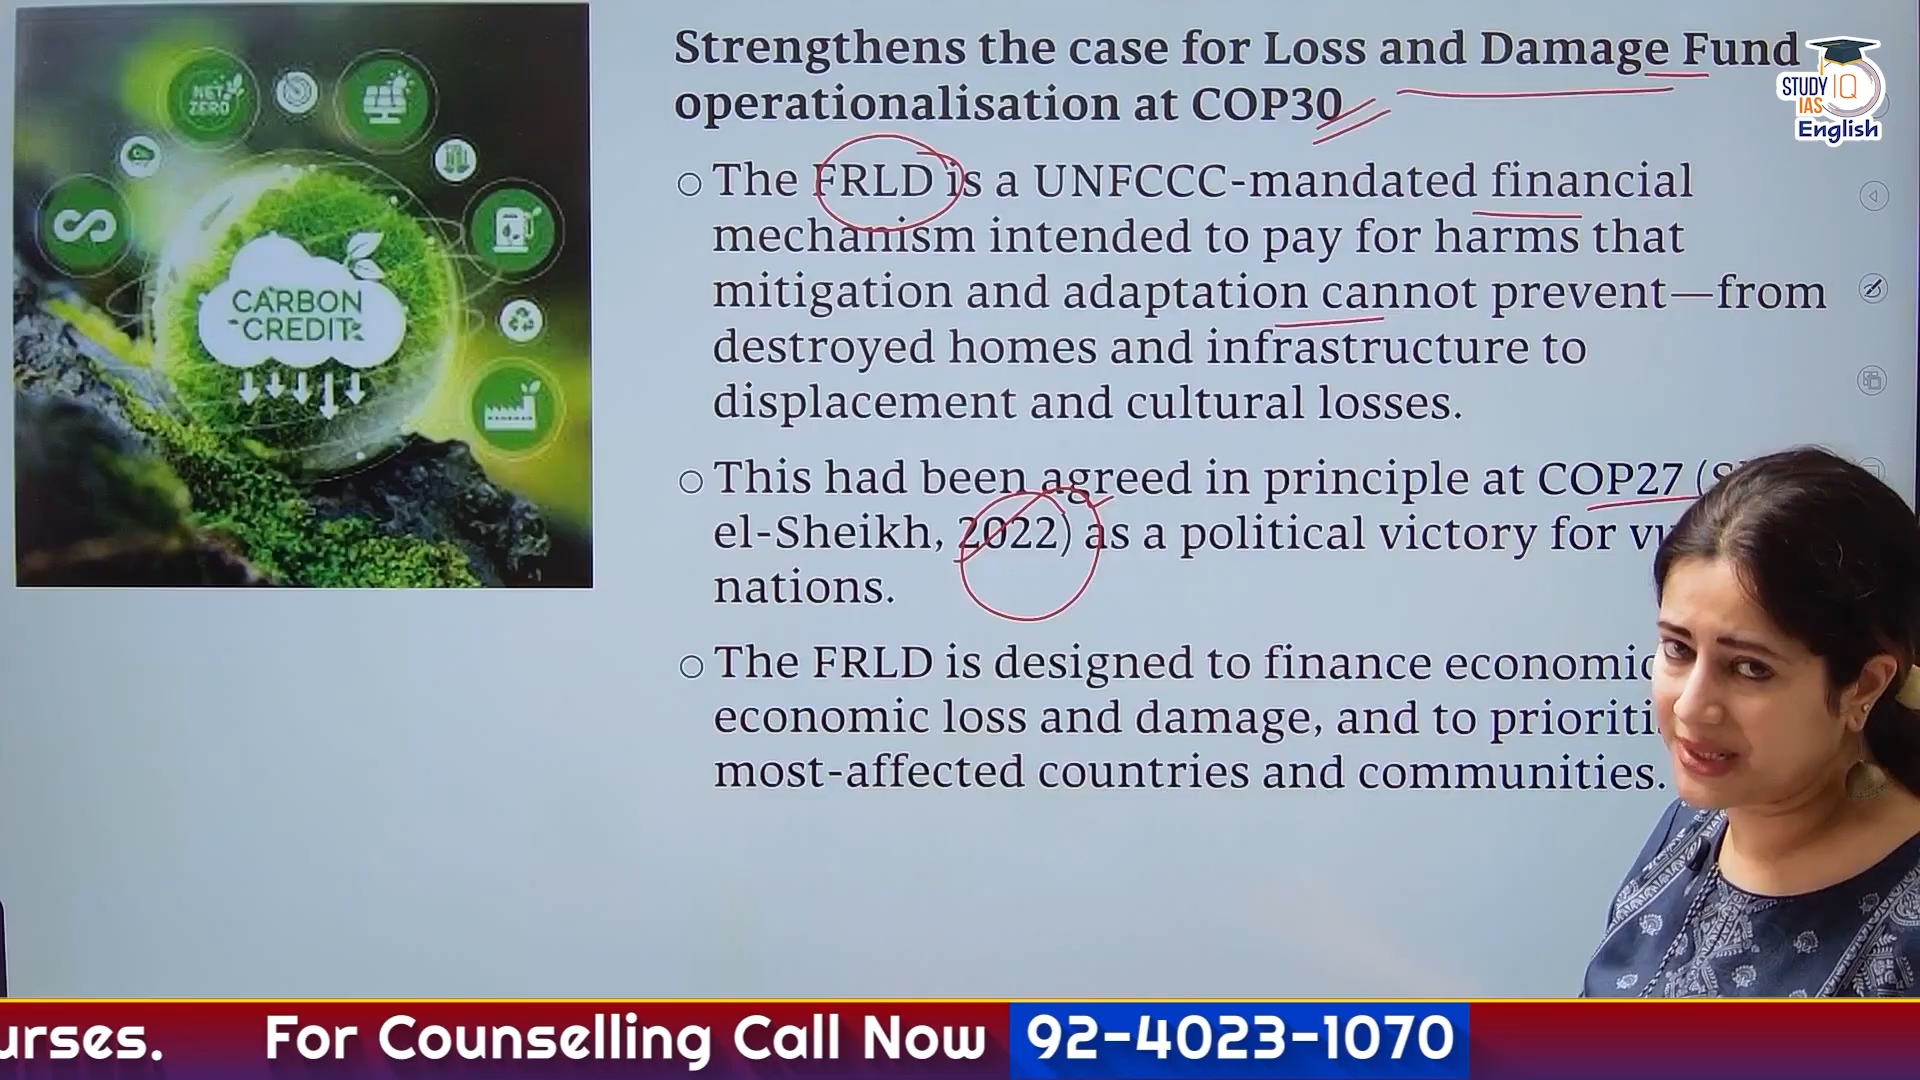 NET
ZERO
CARBON
CREDIT
Strengthens the case for Loss and Damage Fund
operationalisation at COP30
The FRLD is a UNFCCC-mandated financial
mechanism intended to pay for harms that
mitigation and adaptation cannot prevent—from
destroyed homes and infrastructure to
displacement and cultural losses.
This had been agreed in principle at COP27
el-Sheikh, 2022) as a political victory for
nations.
The FRLD is designed to finance economic
economic loss and damage, and to
most-affected countries and communities.
STUDY IQ
IAS
English
For Counselling Call Now 92-4023-1070